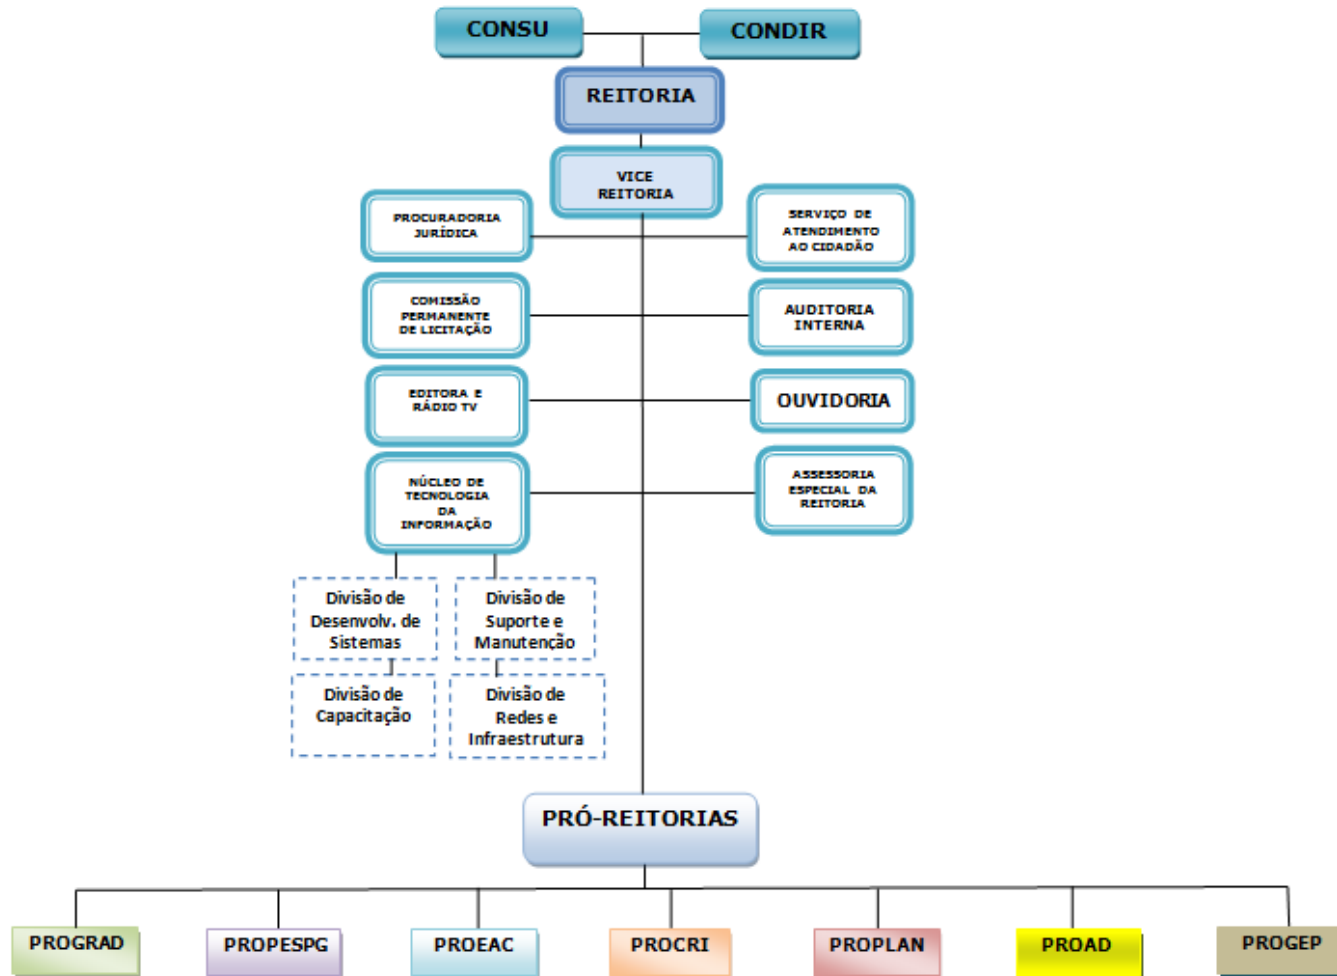 CONSU
CONDIR
REITORIA
VICE
REITORIA
PROCURADORIA
JURÍDICA
SERVIÇO DE
ATENDIMENTO
AO CIDADÃO
COMISSÃO
PERMANENTE
DE LICITAÇÃO
AUDITORIA
INTERNA
EDITORA E
RÁDIO TV
OUVIDORIA
NÚCLEO DE
TECNOLOGIA
DA
INFORMAÇÃO
ASSESSORIA
ESPECIAL DA
REITORIA
Divisão de
Desenvolv. de
Sistemas
Divisão de
Suporte e
Manutenção
Divisão de
Capacitação
Divisão de
Redes e
Infraestrutura
PRÓ-REITORIAS
PROGRAD
PROPESPG
PROEAC
PROCRI
PROPLAN
PROAD
PROGEP